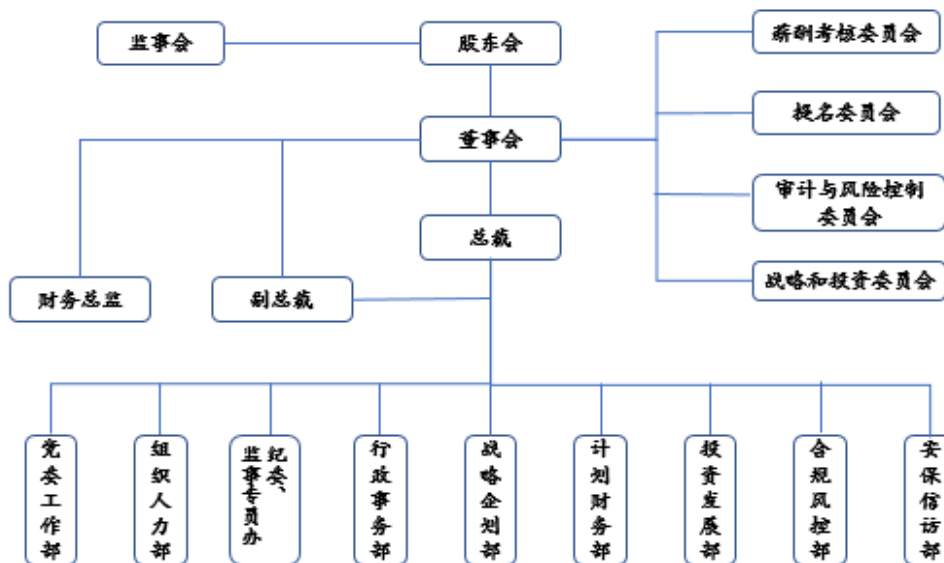 监事会
股东会
薪酬考核委员会
提名委员会
董事会
审计与风险控制
委员会
总裁
战略和投资委员会
财务总监
副总裁
党委工作部
组织人力部
纪委、
监事专员办
行政事务部
战略企划部
计划财务部
投资发展部
合规风控部
安保信访部